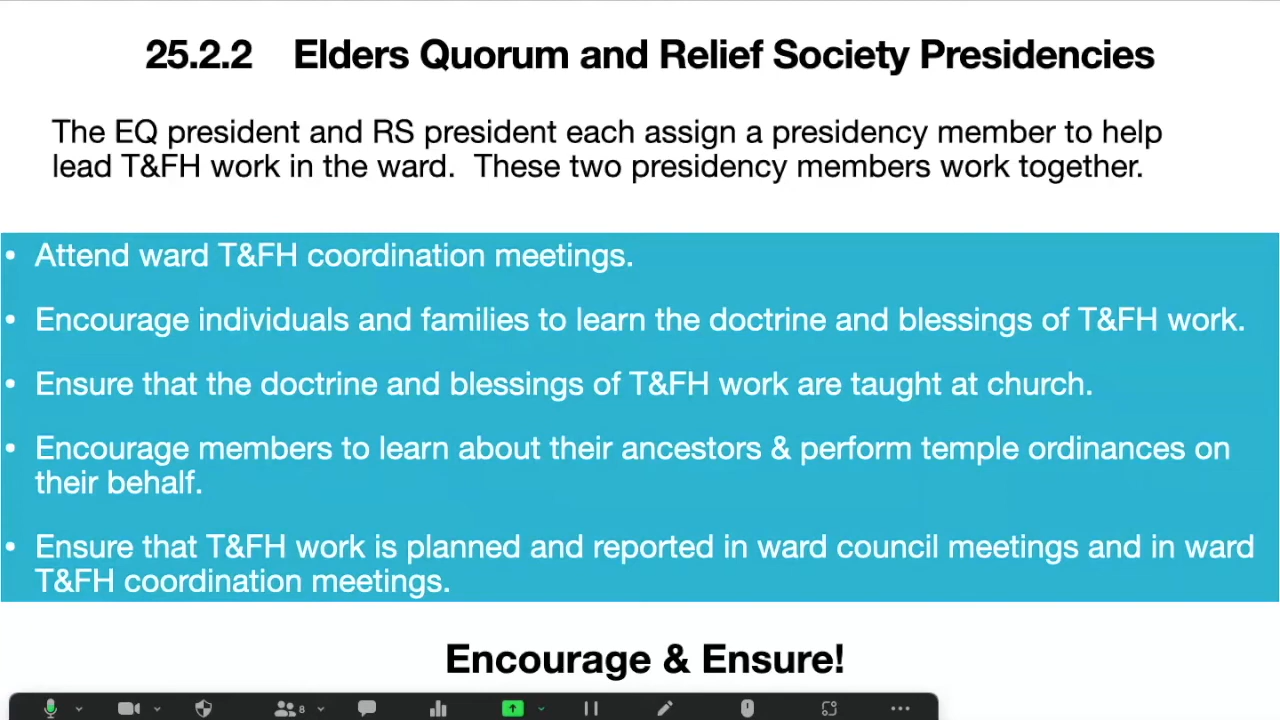 25.2.2 Elders Quorum and Relief Society Presidencies
The EQ president and RS president each assign a presidency member to help
lead T&FH work in the ward. These two presidency members work together.
• Attend ward T&FH coordination meetings.
• Encourage individuals and families to learn the doctrine and blessings of T&FH work.
• Ensure that the doctrine and blessings of T&FH work are taught at church.
• Encourage members to learn about their ancestors & perform temple ordinances on
their behalf.
• Ensure that T&FH work is planned and reported in ward council meetings and in ward
T&FH coordination meetings.
Encourage & Ensure!
8